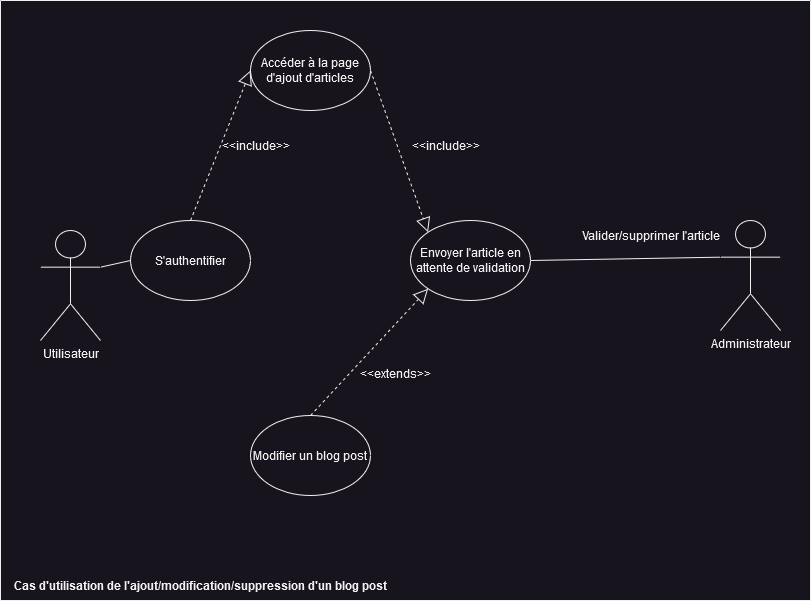 Accéder à la page
d'ajout d'articles
<<include>>
<<include>>
S'authentifier
Envoyer l'article en
attente de validation
Valider/supprimer l'article
Utilisateur
Administrateur
<<extends>>
Modifier un blog post
Cas d'utilisation de l'ajout/modification/suppression d'un blog post